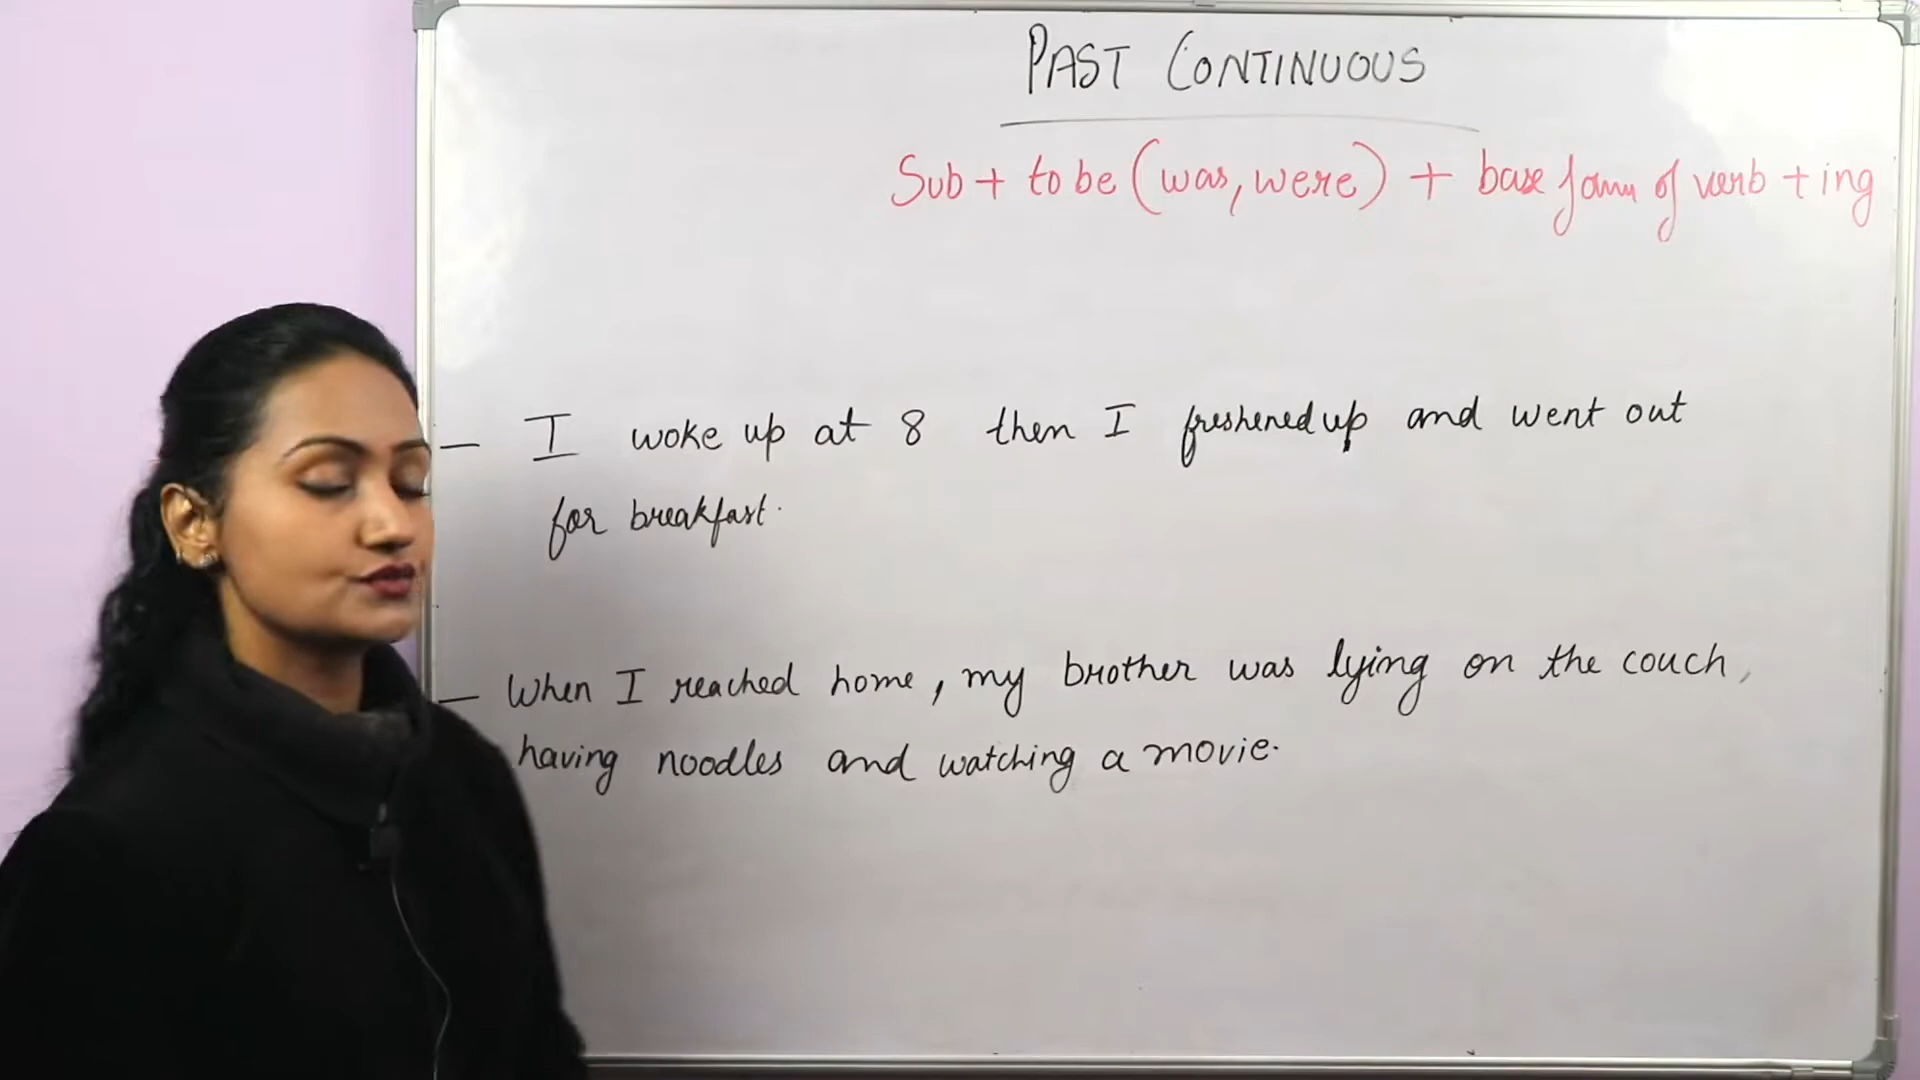 PAST CONTINUOUS
Sub + to be (was, were) + base form of verb + ing
— I woke up at 8 then I freshened up and went out
for breakfast.
— When I reached home, my brother was lying on the couch,
having noodles and watching a movie.